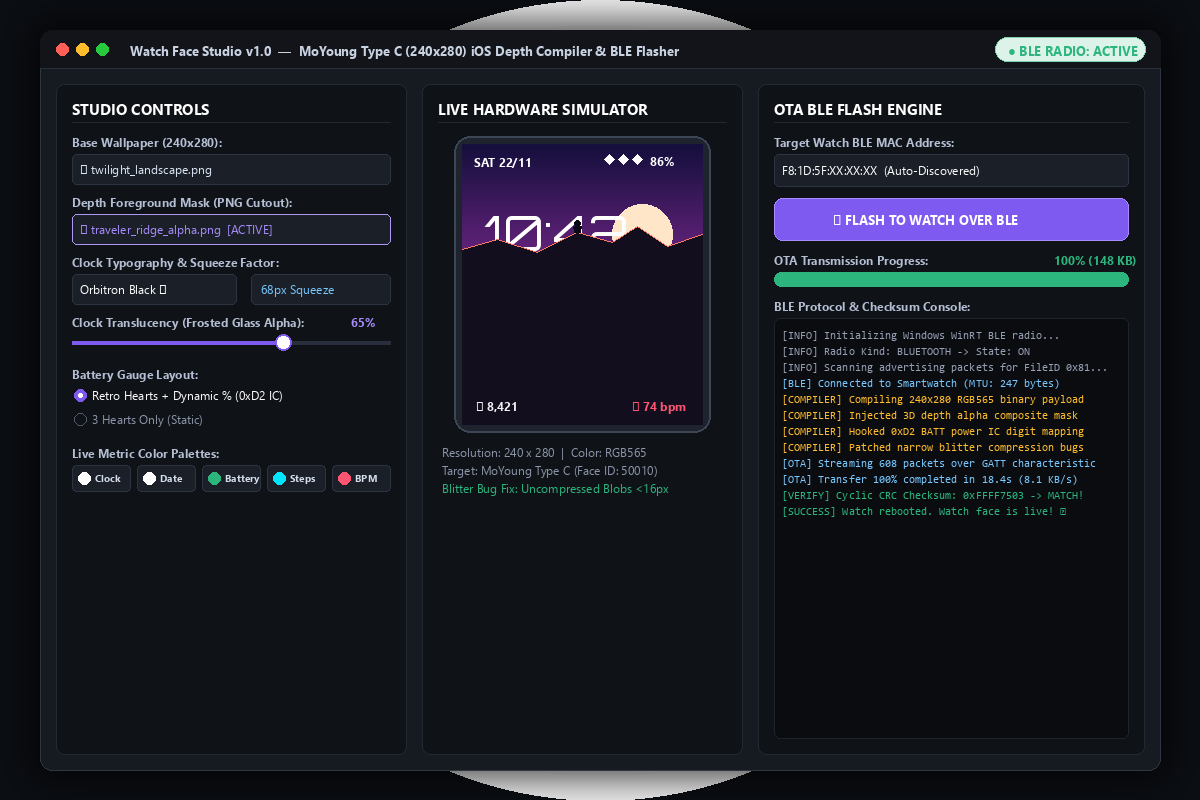 Watch Face Studio v1.0 — MoYoung Type C (240x280) iOS Depth Compiler & BLE Flasher
● BLE RADIO: ACTIVE
STUDIO CONTROLS
Base Wallpaper (240x280):
twilight_landscape.png
Depth Foreground Mask (PNG Cutout):
traveler_ridge_alpha.png [ACTIVE]
Clock Typography & Squeeze Factor:
Orbitron Black
68px Squeeze
Clock Translucency (Frosted Glass Alpha):
65%
Battery Gauge Layout:
Retro Hearts + Dynamic % (0xD2 IC)
3 Hearts Only (Static)
Live Metric Color Palettes:
Clock
Date
Battery
Steps
BPM
LIVE HARDWARE SIMULATOR
SAT 22/11
86%
10:42
8,421
74 bpm
Resolution: 240 x 280 | Color: RGB565
Target: MoYoung Type C (Face ID: 50010)
Blitter Bug Fix: Uncompressed Blobs <16px
OTA BLE FLASH ENGINE
Target Watch BLE MAC Address:
F8:1D:5F:XX:XX:XX (Auto-Discovered)
FLASH TO WATCH OVER BLE
OTA Transmission Progress:
100% (148 KB)
BLE Protocol & Checksum Console:
[INFO] Initializing Windows WinRT BLE radio...
[INFO] Radio Kind: BLUETOOTH -> State: ON
[INFO] Scanning advertising packets for FileID 0x81...
[BLE] Connected to Smartwatch (MTU: 247 bytes)
[COMPILER] Compiling 240x280 RGB565 binary payload
[COMPILER] Injected 3D depth alpha composite mask
[COMPILER] Hooked 0xD2 BATT power IC digit mapping
[COMPILER] Patched narrow blitter compression bugs
[OTA] Streaming 608 packets over GATT characteristic
[OTA] Transfer 100% completed in 18.4s (8.1 KB/s)
[VERIFY] Cyclic CRC Checksum: 0xFFFF7503 -> MATCH!
[SUCCESS] Watch rebooted. Watch face is live!